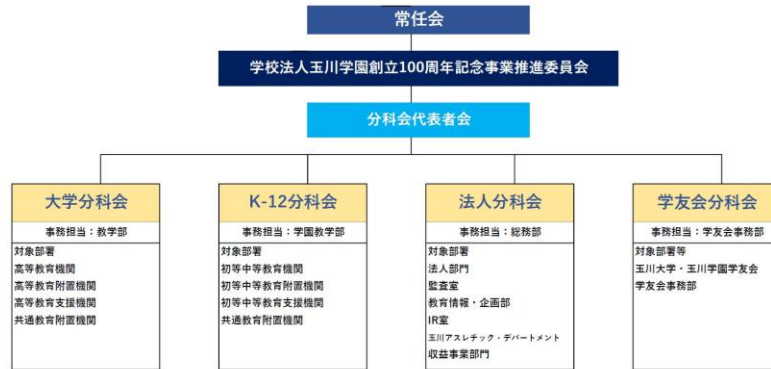 常任会
学校法人玉川学園創立100周年記念事業推進委員会
分科会代表者会
大学分科会
事務担当：教学部
対象部署
高等教育機関
高等教育附置機関
高等教育支援機関
共通教育附置機関
K-12分科会
事務担当：学園教学部
対象部署
初等中等教育機関
初等中等教育附置機関
初等中等教育支援機関
共通教育附置機関
法人分科会
事務担当：総務部
対象部署
法人部門
監査室
教育情報・企画部
IR室
玉川アスレチック・デパートメント
収益事業部門
学友会分科会
事務担当：学友会事務部
対象部署等
玉川大学・玉川学園学友会
学友会事務部